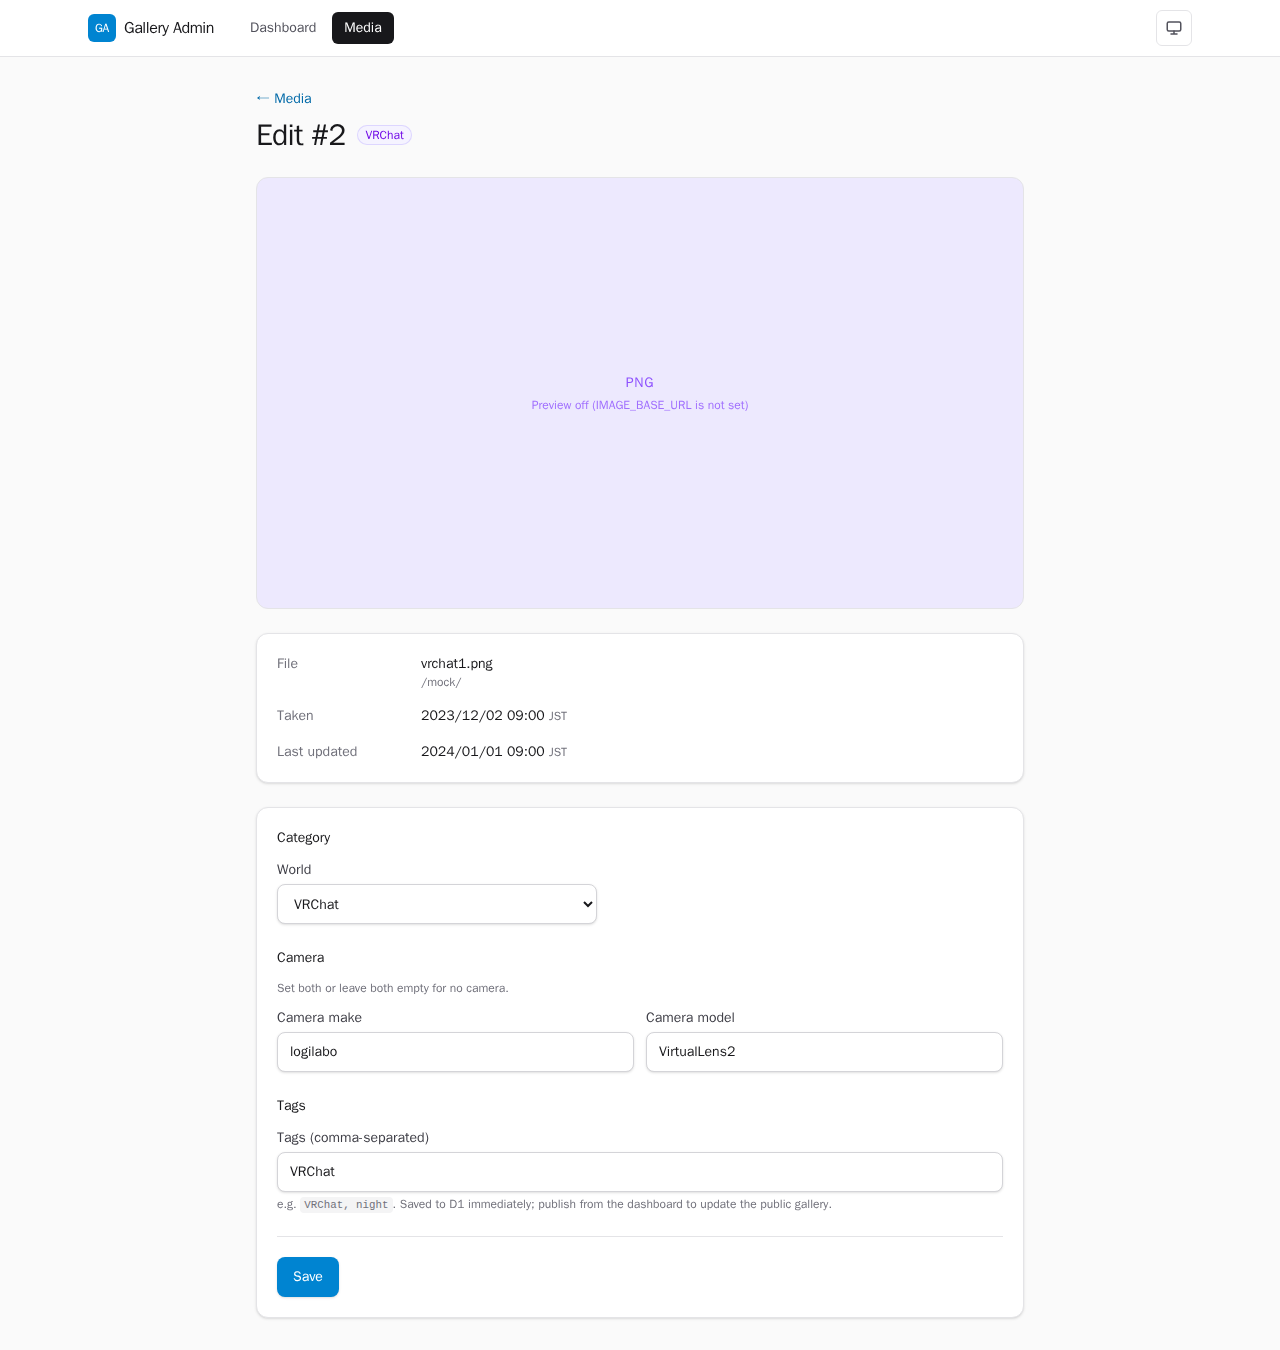 GA Gallery Admin Dashboard Media
← Media
Edit #2 VRChat
PNG
Preview off (IMAGE_BASE_URL is not set)
File vrchat1.png
/mock/
Taken 2023/12/02 09:00 JST
Last updated 2024/01/01 09:00 JST
Category
World
VRChat
Camera
Set both or leave both empty for no camera.
Camera make Camera model
logilabo VirtualLens2
Tags
Tags (comma-separated)
VRChat
e.g. VRChat, night. Saved to D1 immediately; publish from the dashboard to update the public gallery.
Save